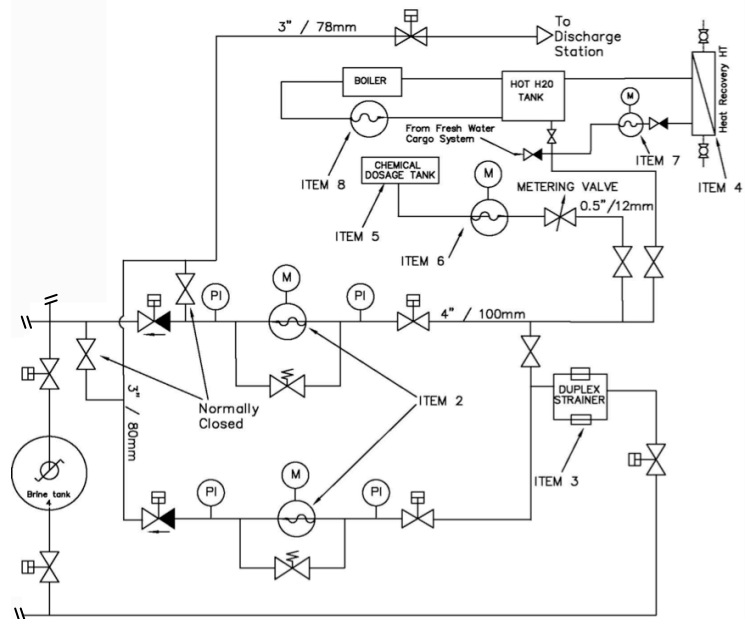 3" / 78mm
To
Discharge
Station
BOILER
HOT H20
TANK
M
Heat Recovery HT
From Fresh Water
Cargo System
ITEM 7
ITEM 8
CHEMICAL
DOSAGE TANK
M
METERING VALVE
ITEM 4
0.5"/12mm
ITEM 5
ITEM 6
PI
M
PI
4" / 100mm
3" / 80mm
Normally
Closed
ITEM 2
DUPLEX
STRAINER
ITEM 3
Brine tank
4
PI
M
PI